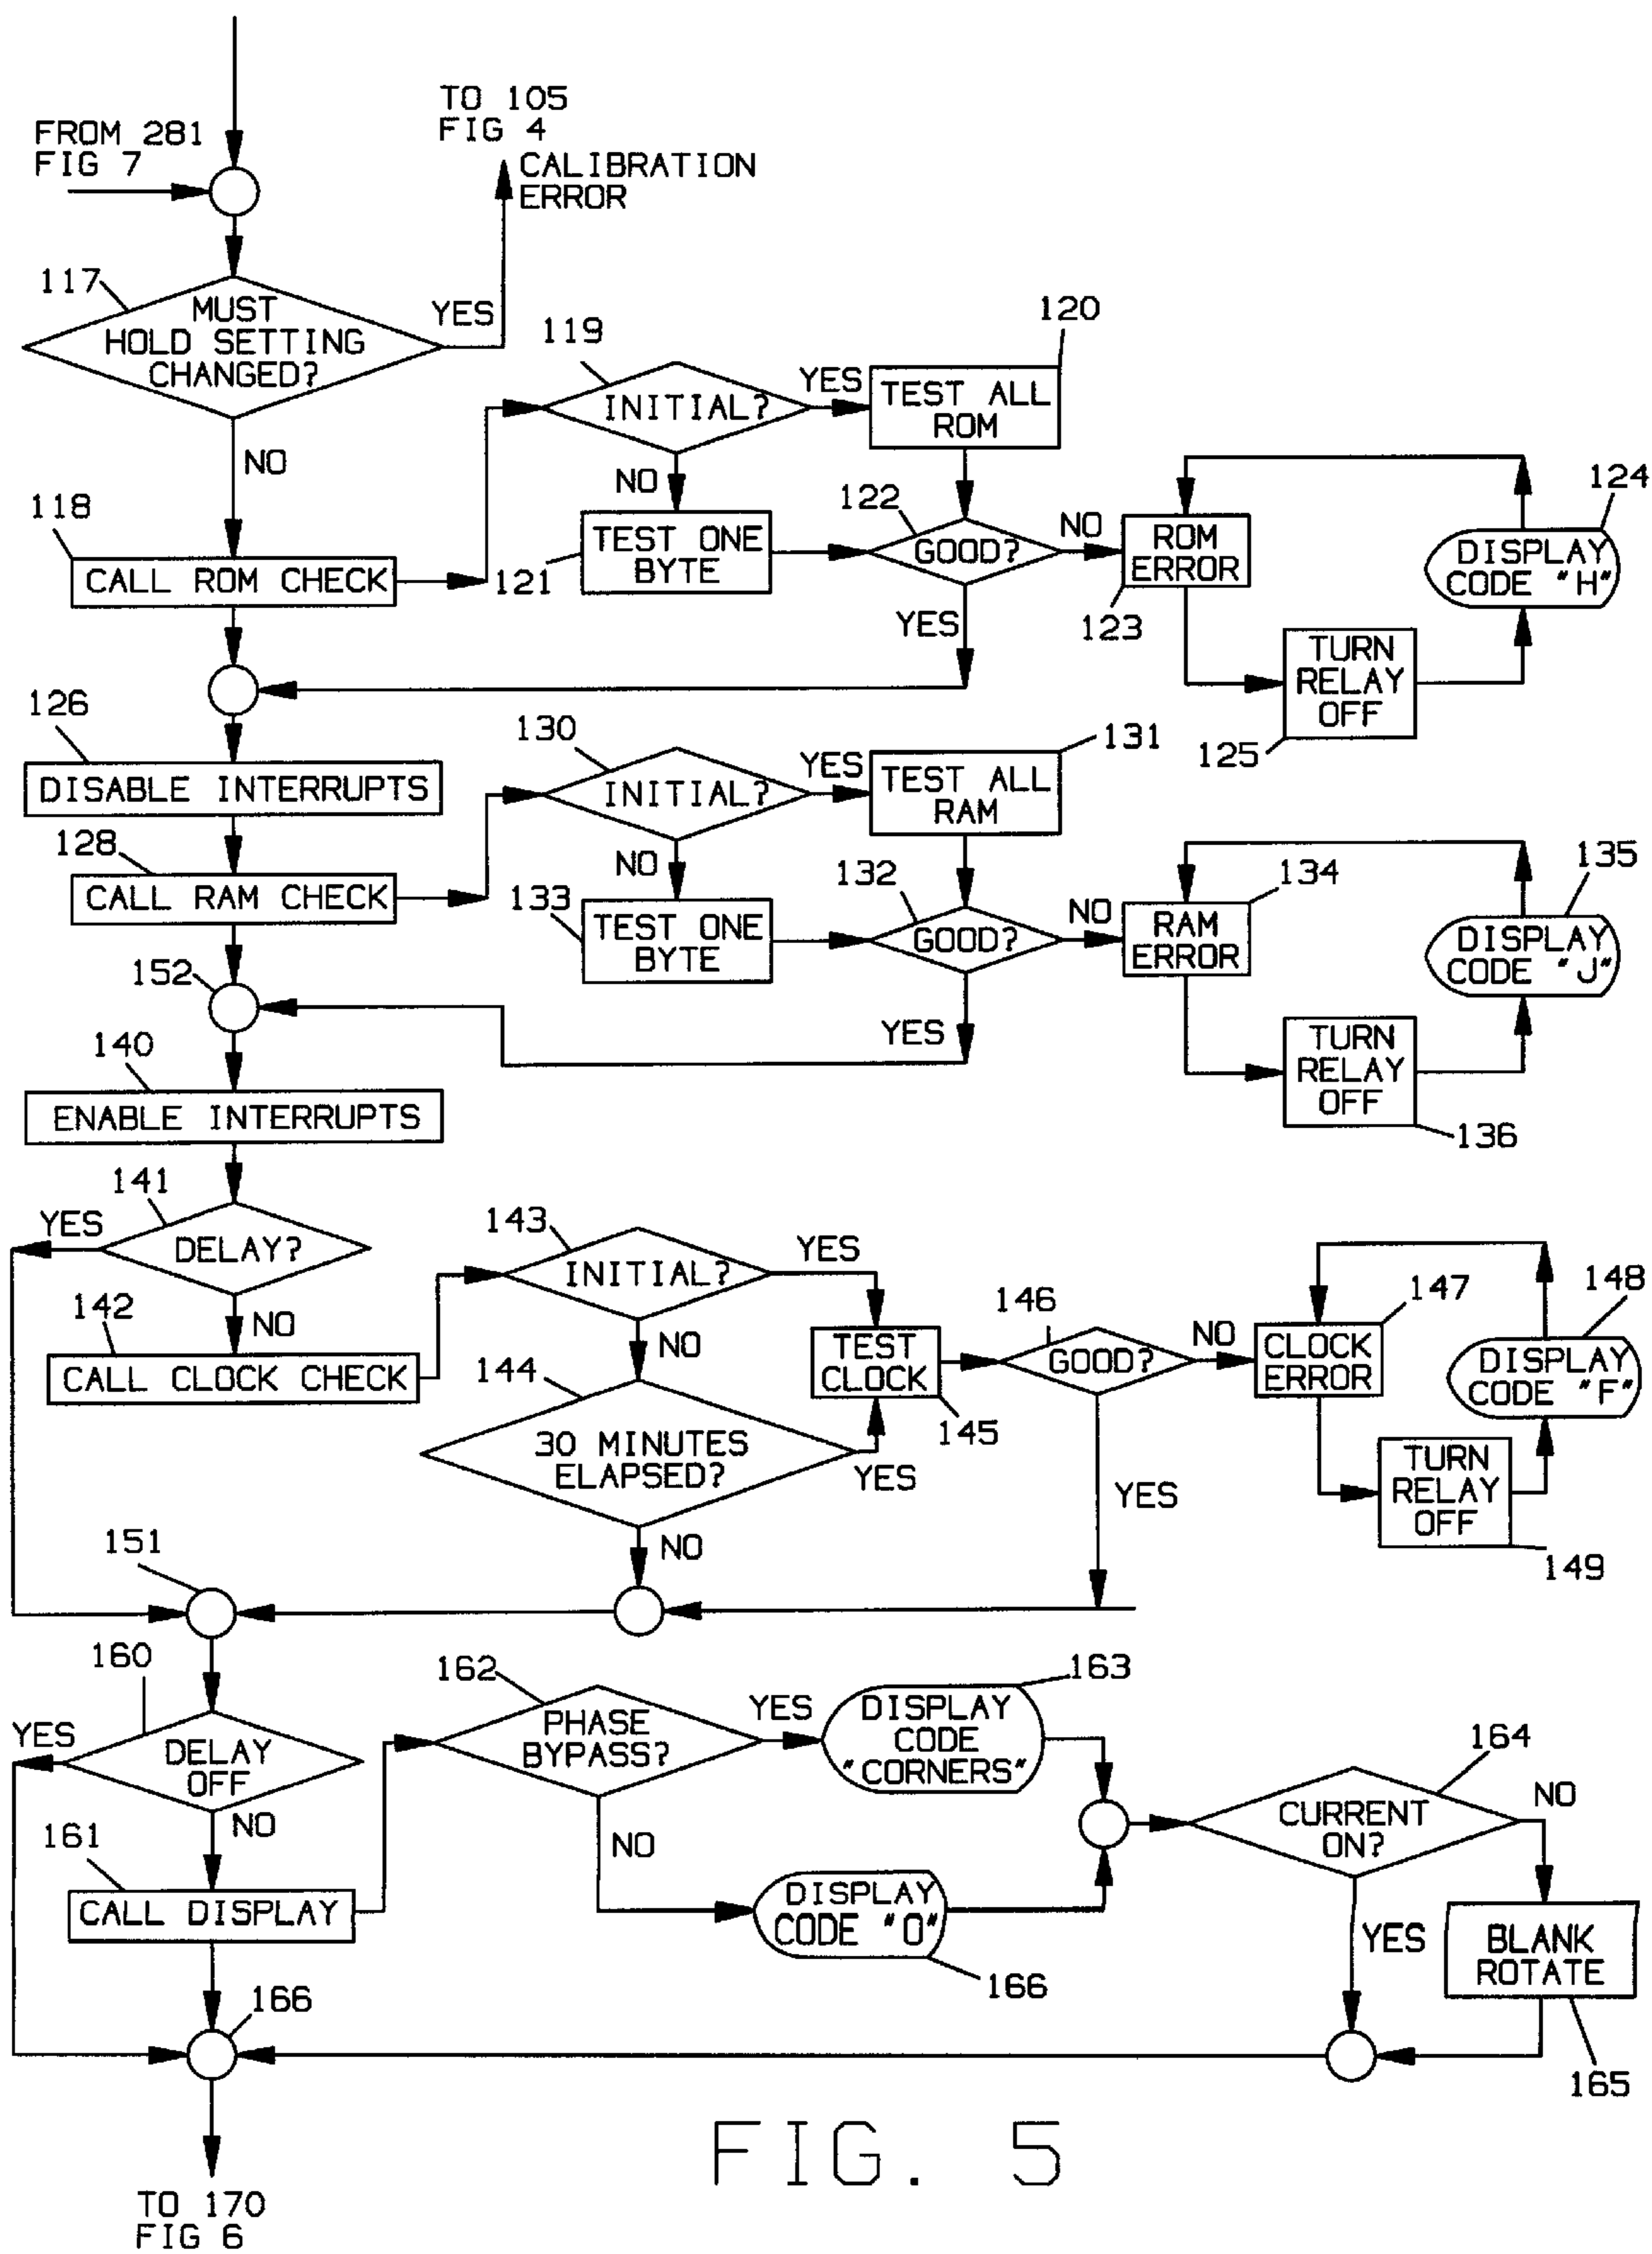 TO 105
FIG 4
FROM 281
FIG 7
CALIBRATION
ERROR
117
MUST
HOLD SETTING
CHANGED?
YES
NO
118
CALL ROM CHECK
119
INITIAL?
YES
120
TEST ALL
ROM
NO
121
TEST ONE
BYTE
122
GOOD?
NO
YES
ROM
ERROR
123
124
DISPLAY
CODE "H"
TURN
RELAY
OFF
125
126
DISABLE INTERRUPTS
128
CALL RAM CHECK
130
INITIAL?
YES
131
TEST ALL
RAM
NO
133
TEST ONE
BYTE
132
GOOD?
NO
YES
134
RAM
ERROR
135
DISPLAY
CODE "J"
TURN
RELAY
OFF
136
152
140
ENABLE INTERRUPTS
141
YES
DELAY?
NO
142
CALL CLOCK CHECK
143
INITIAL?
YES
NO
144
30 MINUTES
ELAPSED?
YES
NO
TEST
CLOCK
145
146
GOOD?
NO
YES
147
CLOCK
ERROR
148
DISPLAY
CODE "F"
TURN
RELAY
OFF
149
151
160
YES
DELAY
OFF
NO
161
CALL DISPLAY
162
PHASE
BYPASS?
YES
NO
163
DISPLAY
CODE
"CORNERS"
DISPLAY
CODE "0"
166
164
CURRENT
ON?
NO
YES
BLANK
ROTATE
165
166
TO 170
FIG 6
FIG. 5